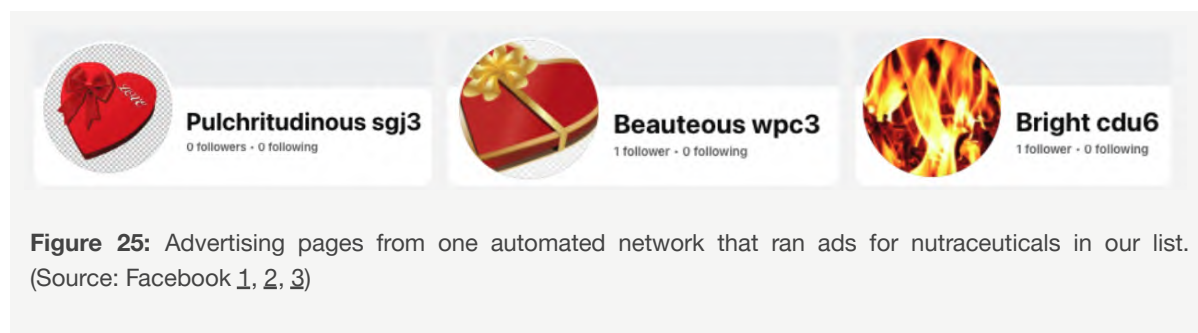 LOVE
Pulchritudinous sgj3
0 followers • 0 following
Beauteous wpc3
1 follower • 0 following
Bright cdu6
1 follower • 0 following
Figure 25: Advertising pages from one automated network that ran ads for nutraceuticals in our list.
(Source: Facebook 1, 2, 3)